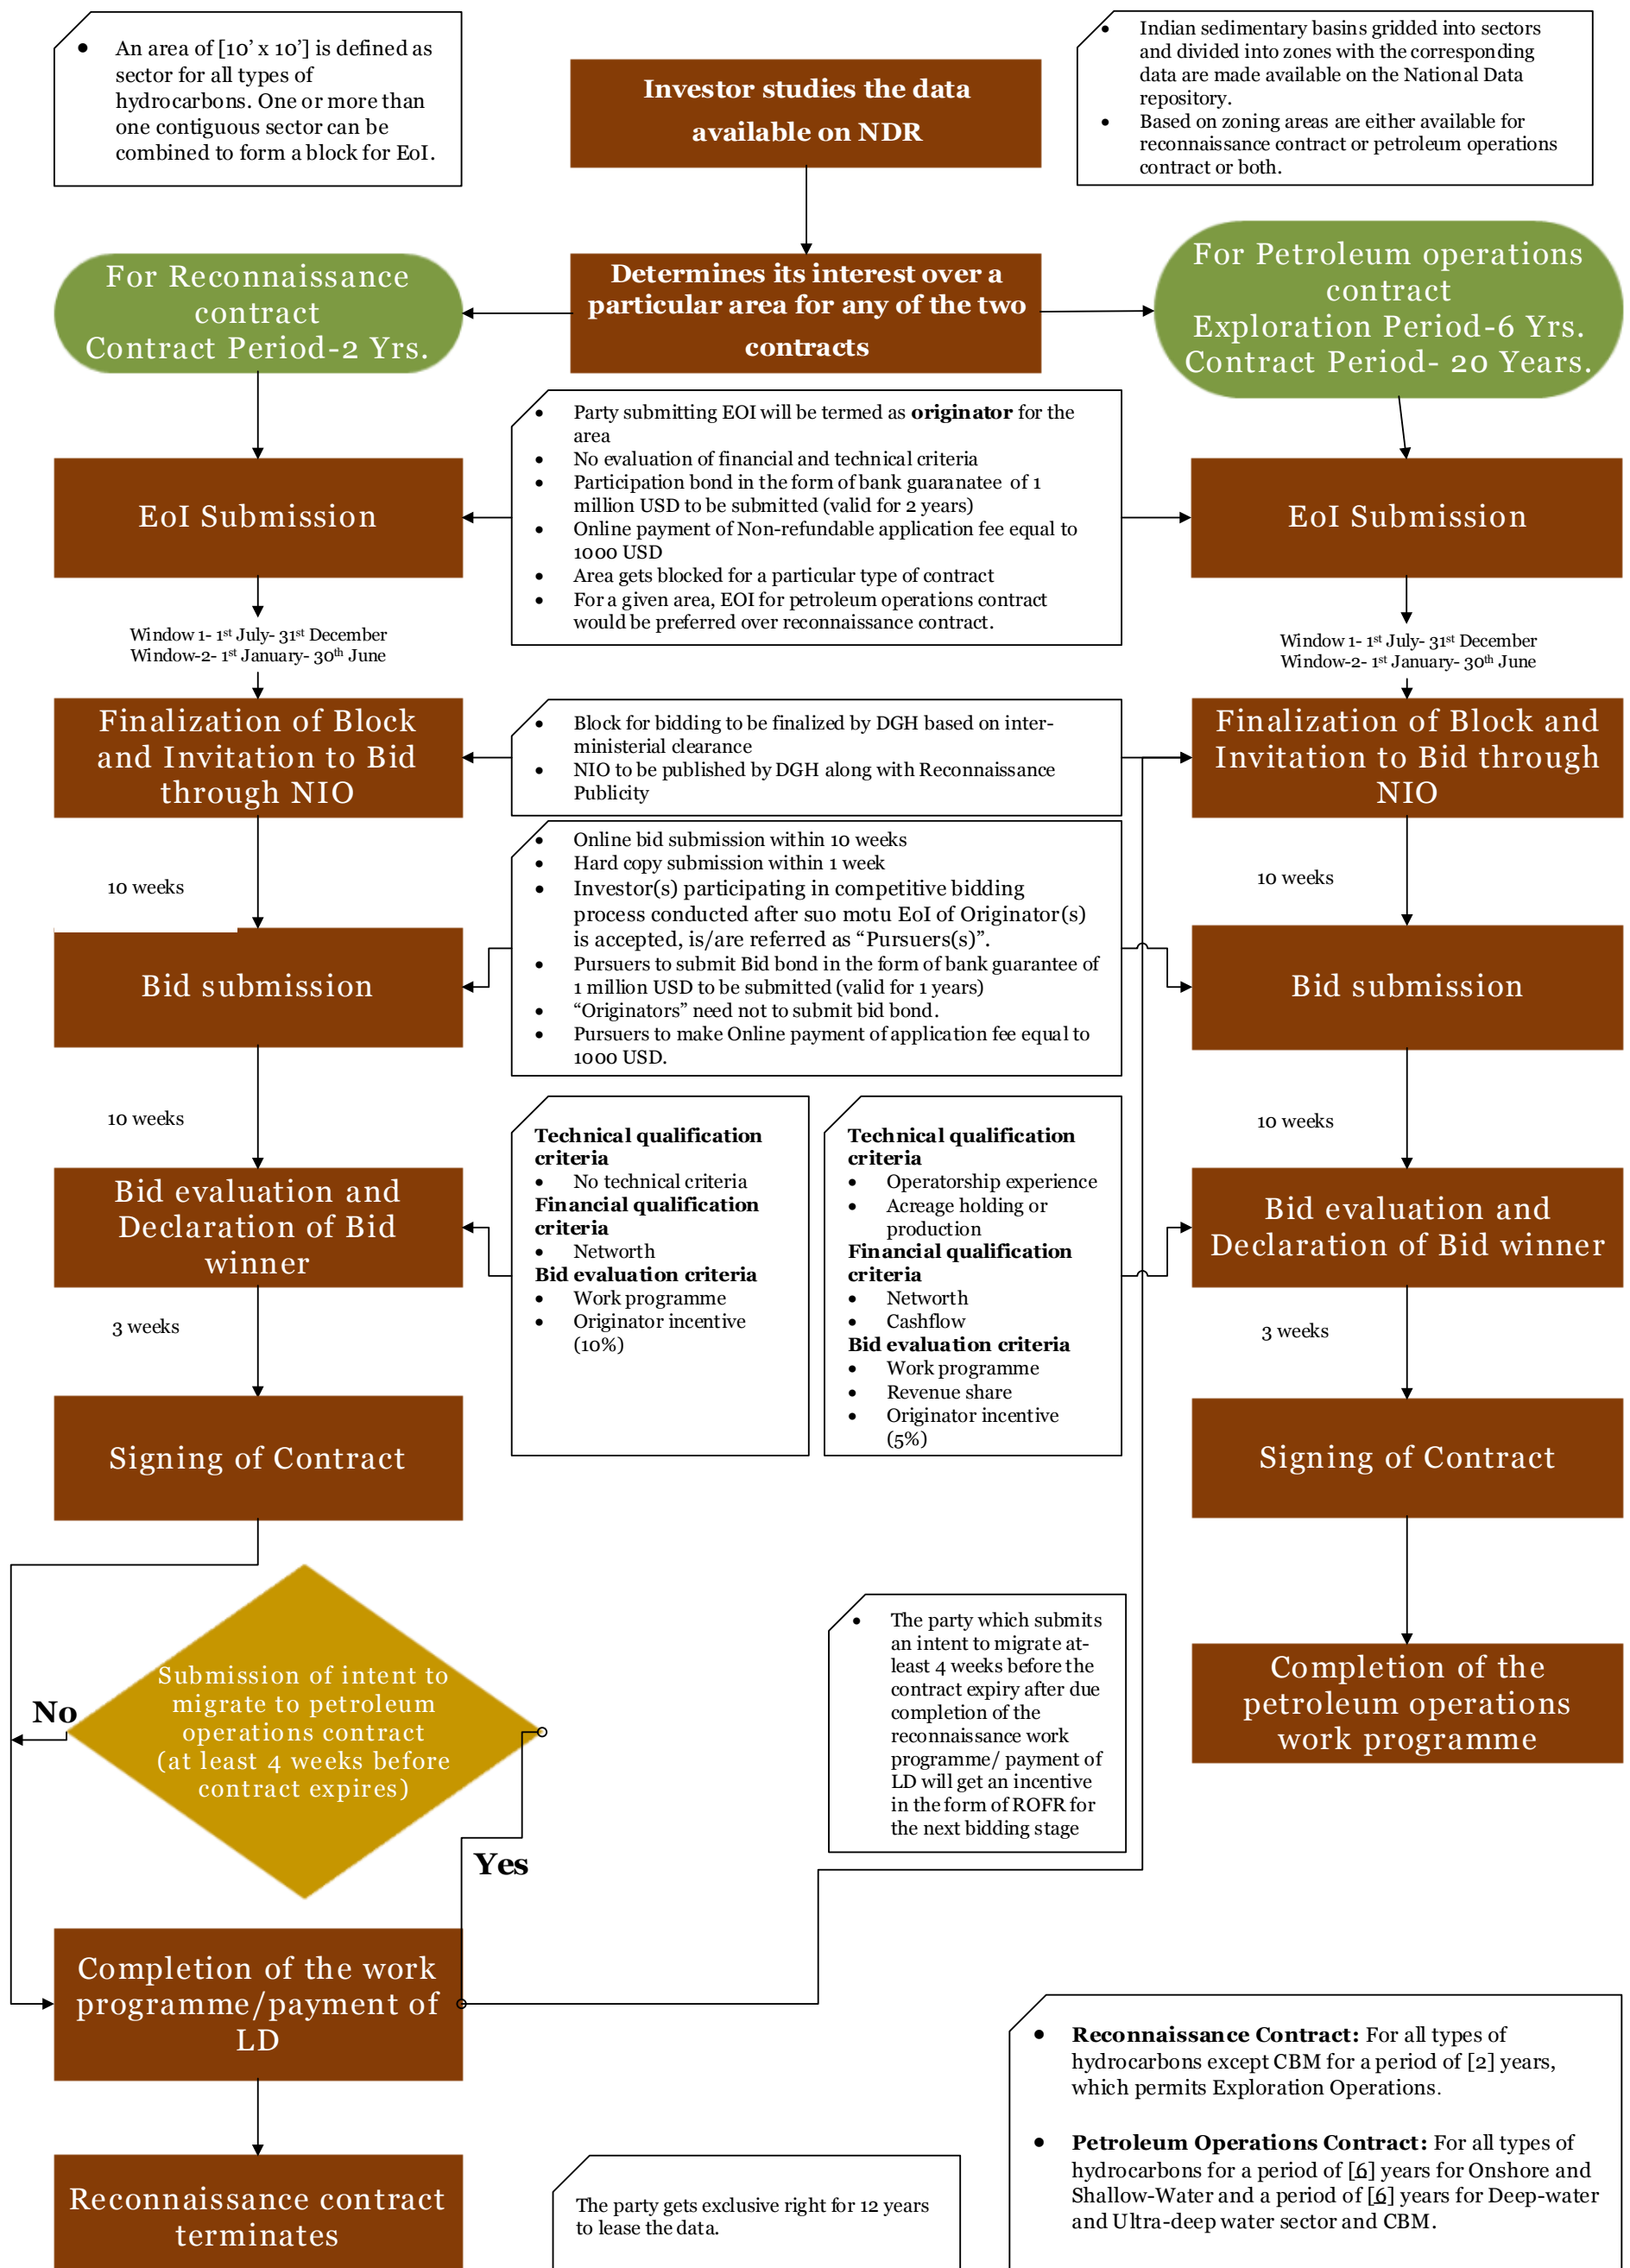 • An area of [10’ x 10’] is defined as
sector for all types of
hydrocarbons. One or more than
one contiguous sector can be
combined to form a block for EoI.
Investor studies the data
available on NDR
• Indian sedimentary basins gridded into sectors
and divided into zones with the corresponding
data are made available on the National Data
repository.
• Based on zoning areas are either available for
reconnaissance contract or petroleum operations
contract or both.
For Reconnaissance
contract
Contract Period-2 Yrs.
Determines its interest over a
particular area for any of the two
contracts
For Petroleum operations
contract
Exploration Period-6 Yrs.
Contract Period- 20 Years.
• Party submitting EOI will be termed as originator for the
area
• No evaluation of financial and technical criteria
• Participation bond in the form of bank guaranatee of 1
million USD to be submitted (valid for 2 years)
• Online payment of Non-refundable application fee equal to
1000 USD
• Area gets blocked for a particular type of contract
• For a given area, EOI for petroleum operations contract
would be preferred over reconnaissance contract.
EoI Submission
EoI Submission
Window 1- 1st July- 31st December
Window-2- 1st January- 30th June
Window 1- 1st July- 31st December
Window-2- 1st January- 30th June
Finalization of Block
and Invitation to Bid
through NIO
• Block for bidding to be finalized by DGH based on inter-
ministerial clearance
• NIO to be published by DGH along with Reconnaissance
Publicity
Finalization of Block and
Invitation to Bid through
NIO
10 weeks
• Online bid submission within 10 weeks
• Hard copy submission within 1 week
• Investor(s) participating in competitive bidding
process conducted after suo motu EoI of Originator(s)
is accepted, is/are referred as “Pursuers(s)”.
• Pursuers to submit Bid bond in the form of bank guarantee of
1 million USD to be submitted (valid for 1 years)
• “Originators” need not to submit bid bond.
• Pursuers to make Online payment of application fee equal to
1000 USD.
10 weeks
Bid submission
Bid submission
10 weeks
Technical qualification
criteria
• No technical criteria
Financial qualification
criteria
• Networth
Bid evaluation criteria
• Work programme
• Originator incentive
(10%)
Technical qualification
criteria
• Operatorship experience
• Acreage holding or
production
Financial qualification
criteria
• Networth
• Cashflow
Bid evaluation criteria
• Work programme
• Revenue share
• Originator incentive
(5%)
10 weeks
Bid evaluation and
Declaration of Bid
winner
Bid evaluation and
Declaration of Bid winner
3 weeks
3 weeks
Signing of Contract
Signing of Contract
Submission of intent to
migrate to petroleum
operations contract
(at least 4 weeks before
contract expires)
No
Yes
• The party which submits
an intent to migrate at-
least 4 weeks before the
contract expiry after due
completion of the
reconnaissance work
programme/ payment of
LD will get an incentive
in the form of ROFR for
the next bidding stage
Completion of the
petroleum operations
work programme
Completion of the work
programme/payment of
LD
• Reconnaissance Contract: For all types of
hydrocarbons except CBM for a period of [2] years,
which permits Exploration Operations.
• Petroleum Operations Contract: For all types of
hydrocarbons for a period of [6] years for Onshore and
Shallow-Water and a period of [6] years for Deep-water
and Ultra-deep water sector and CBM.
Reconnaissance contract
terminates
The party gets exclusive right for 12 years
to lease the data.